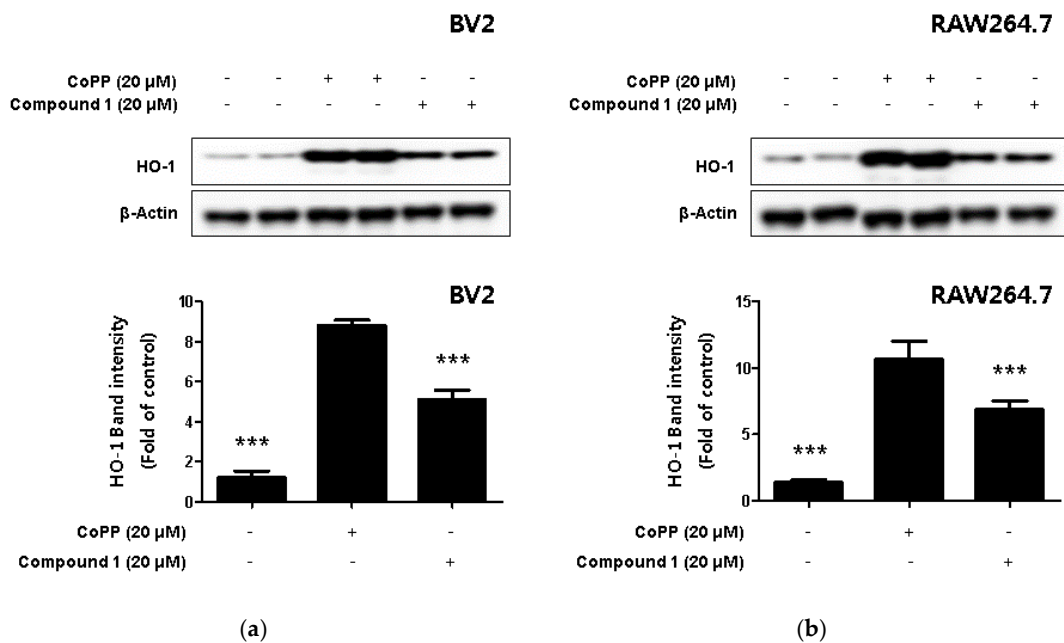 BV2
CoPP (20 µM) - - + + - -
Compound 1 (20 µM) - - - - + +
HO-1
β-Actin
BV2
HO-1 Band intensity
(Fold of control)
10
8
6
4
2
0
***
***
CoPP (20 µM) - + -
Compound 1 (20 µM) - - +
(a)
RAW264.7
CoPP (20 µM) - - + + - -
Compound 1 (20 µM) - - - - + +
HO-1
β-Actin
RAW264.7
HO-1 Band intensity
(Fold of control)
15
10
5
0
***
***
CoPP (20 µM) - + -
Compound 1 (20 µM) - - +
(b)